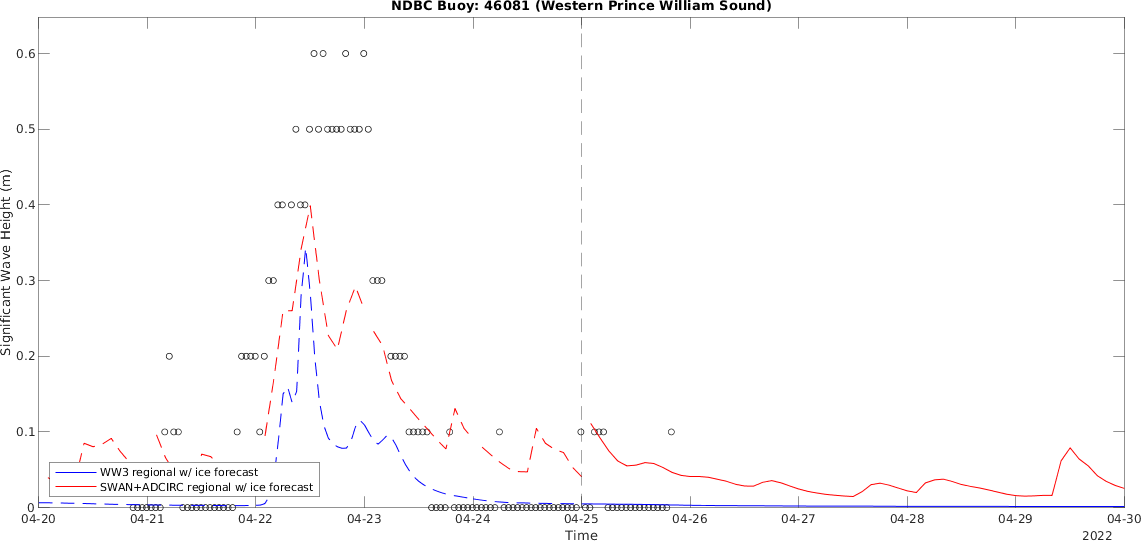 NDBC Buoy: 46081 (Western Prince William Sound)
0.6
0.5
0.4
0.3
0.2
0.1
0
Significant Wave Height (m)
WW3 regional w/ ice forecast
SWAN+ADCIRC regional w/ ice forecast
04-20 04-21 04-22 04-23 04-24 04-25 04-26 04-27 04-28 04-29 04-30
Time
2022